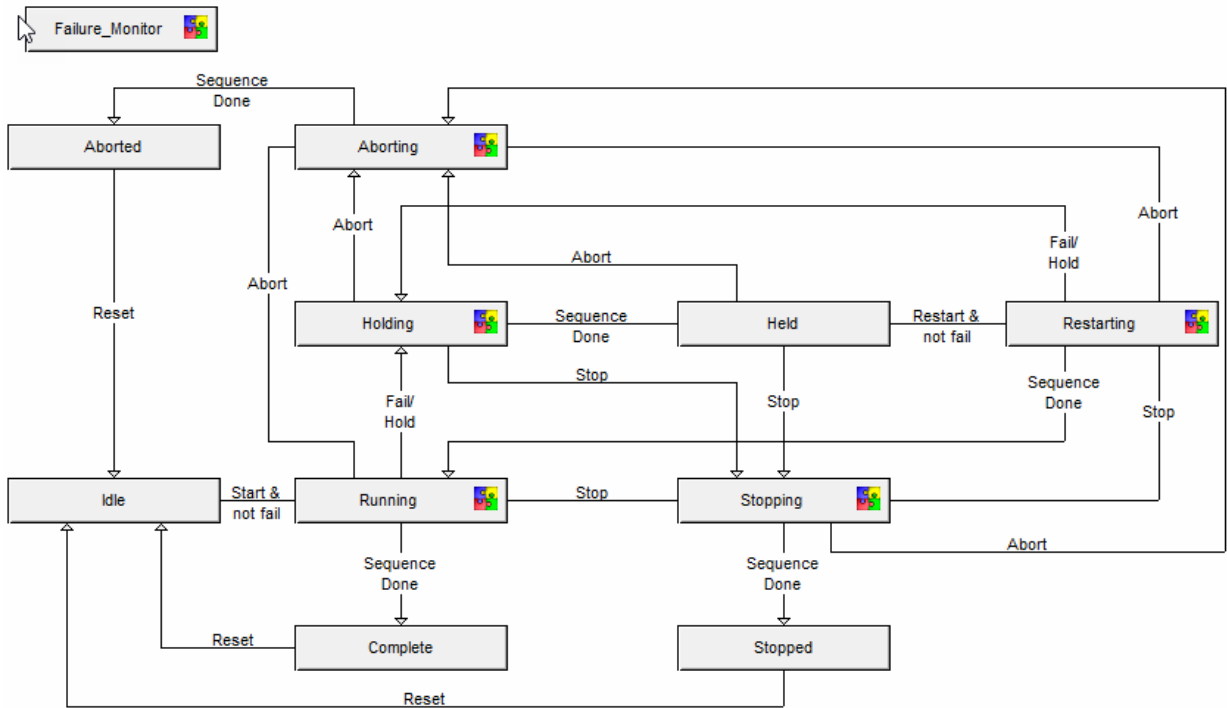 Failure_Monitor
Sequence
Done
Aborted
Aborting
Abort
Abort
Fail/
Hold
Abort
Abort
Reset
Holding
Sequence
Done
Held
Restart &
not fail
Restarting
Stop
Sequence
Done
Fail/
Hold
Stop
Stop
Idle
Start &
not fail
Running
Stop
Stopping
Abort
Sequence
Done
Sequence
Done
Reset
Complete
Stopped
Reset